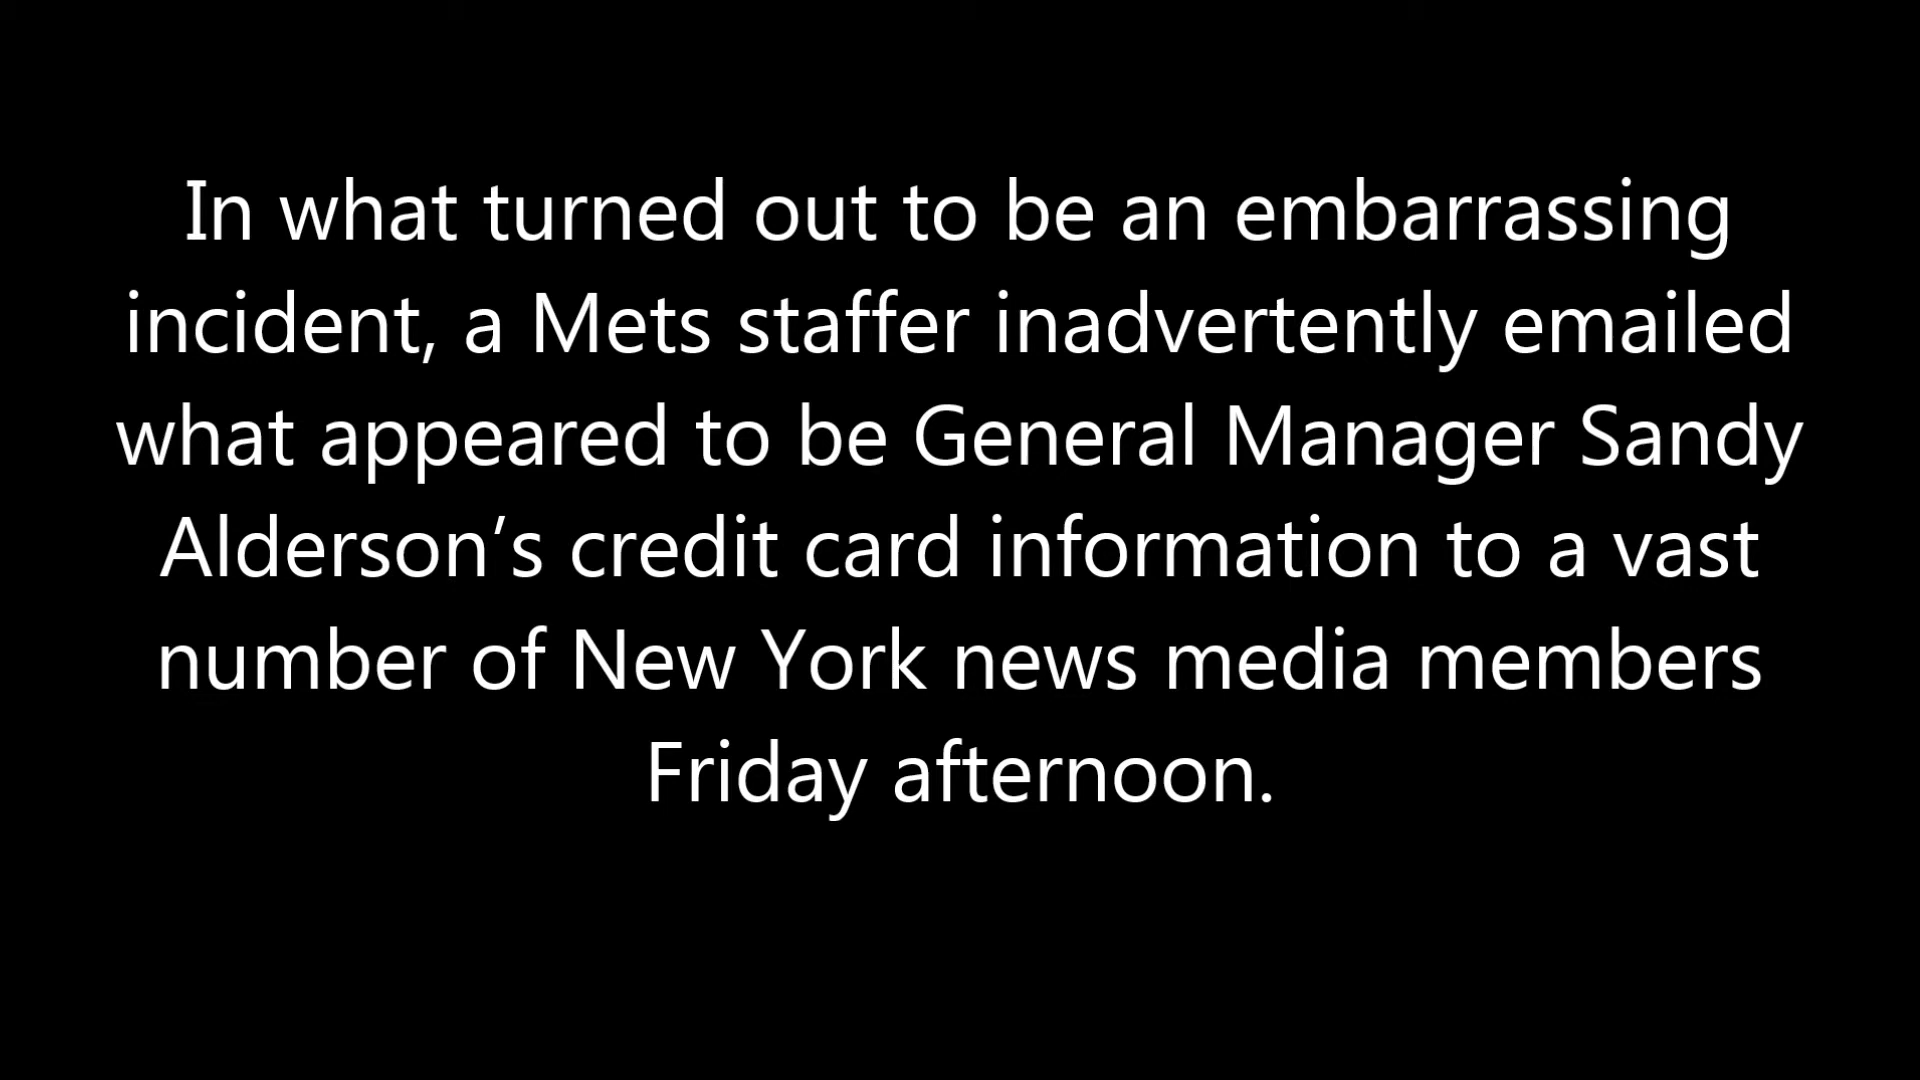 In what turned out to be an embarrassing
incident, a Mets staffer inadvertently emailed
what appeared to be General Manager Sandy
Alderson’s credit card information to a vast
number of New York news media members
Friday afternoon.